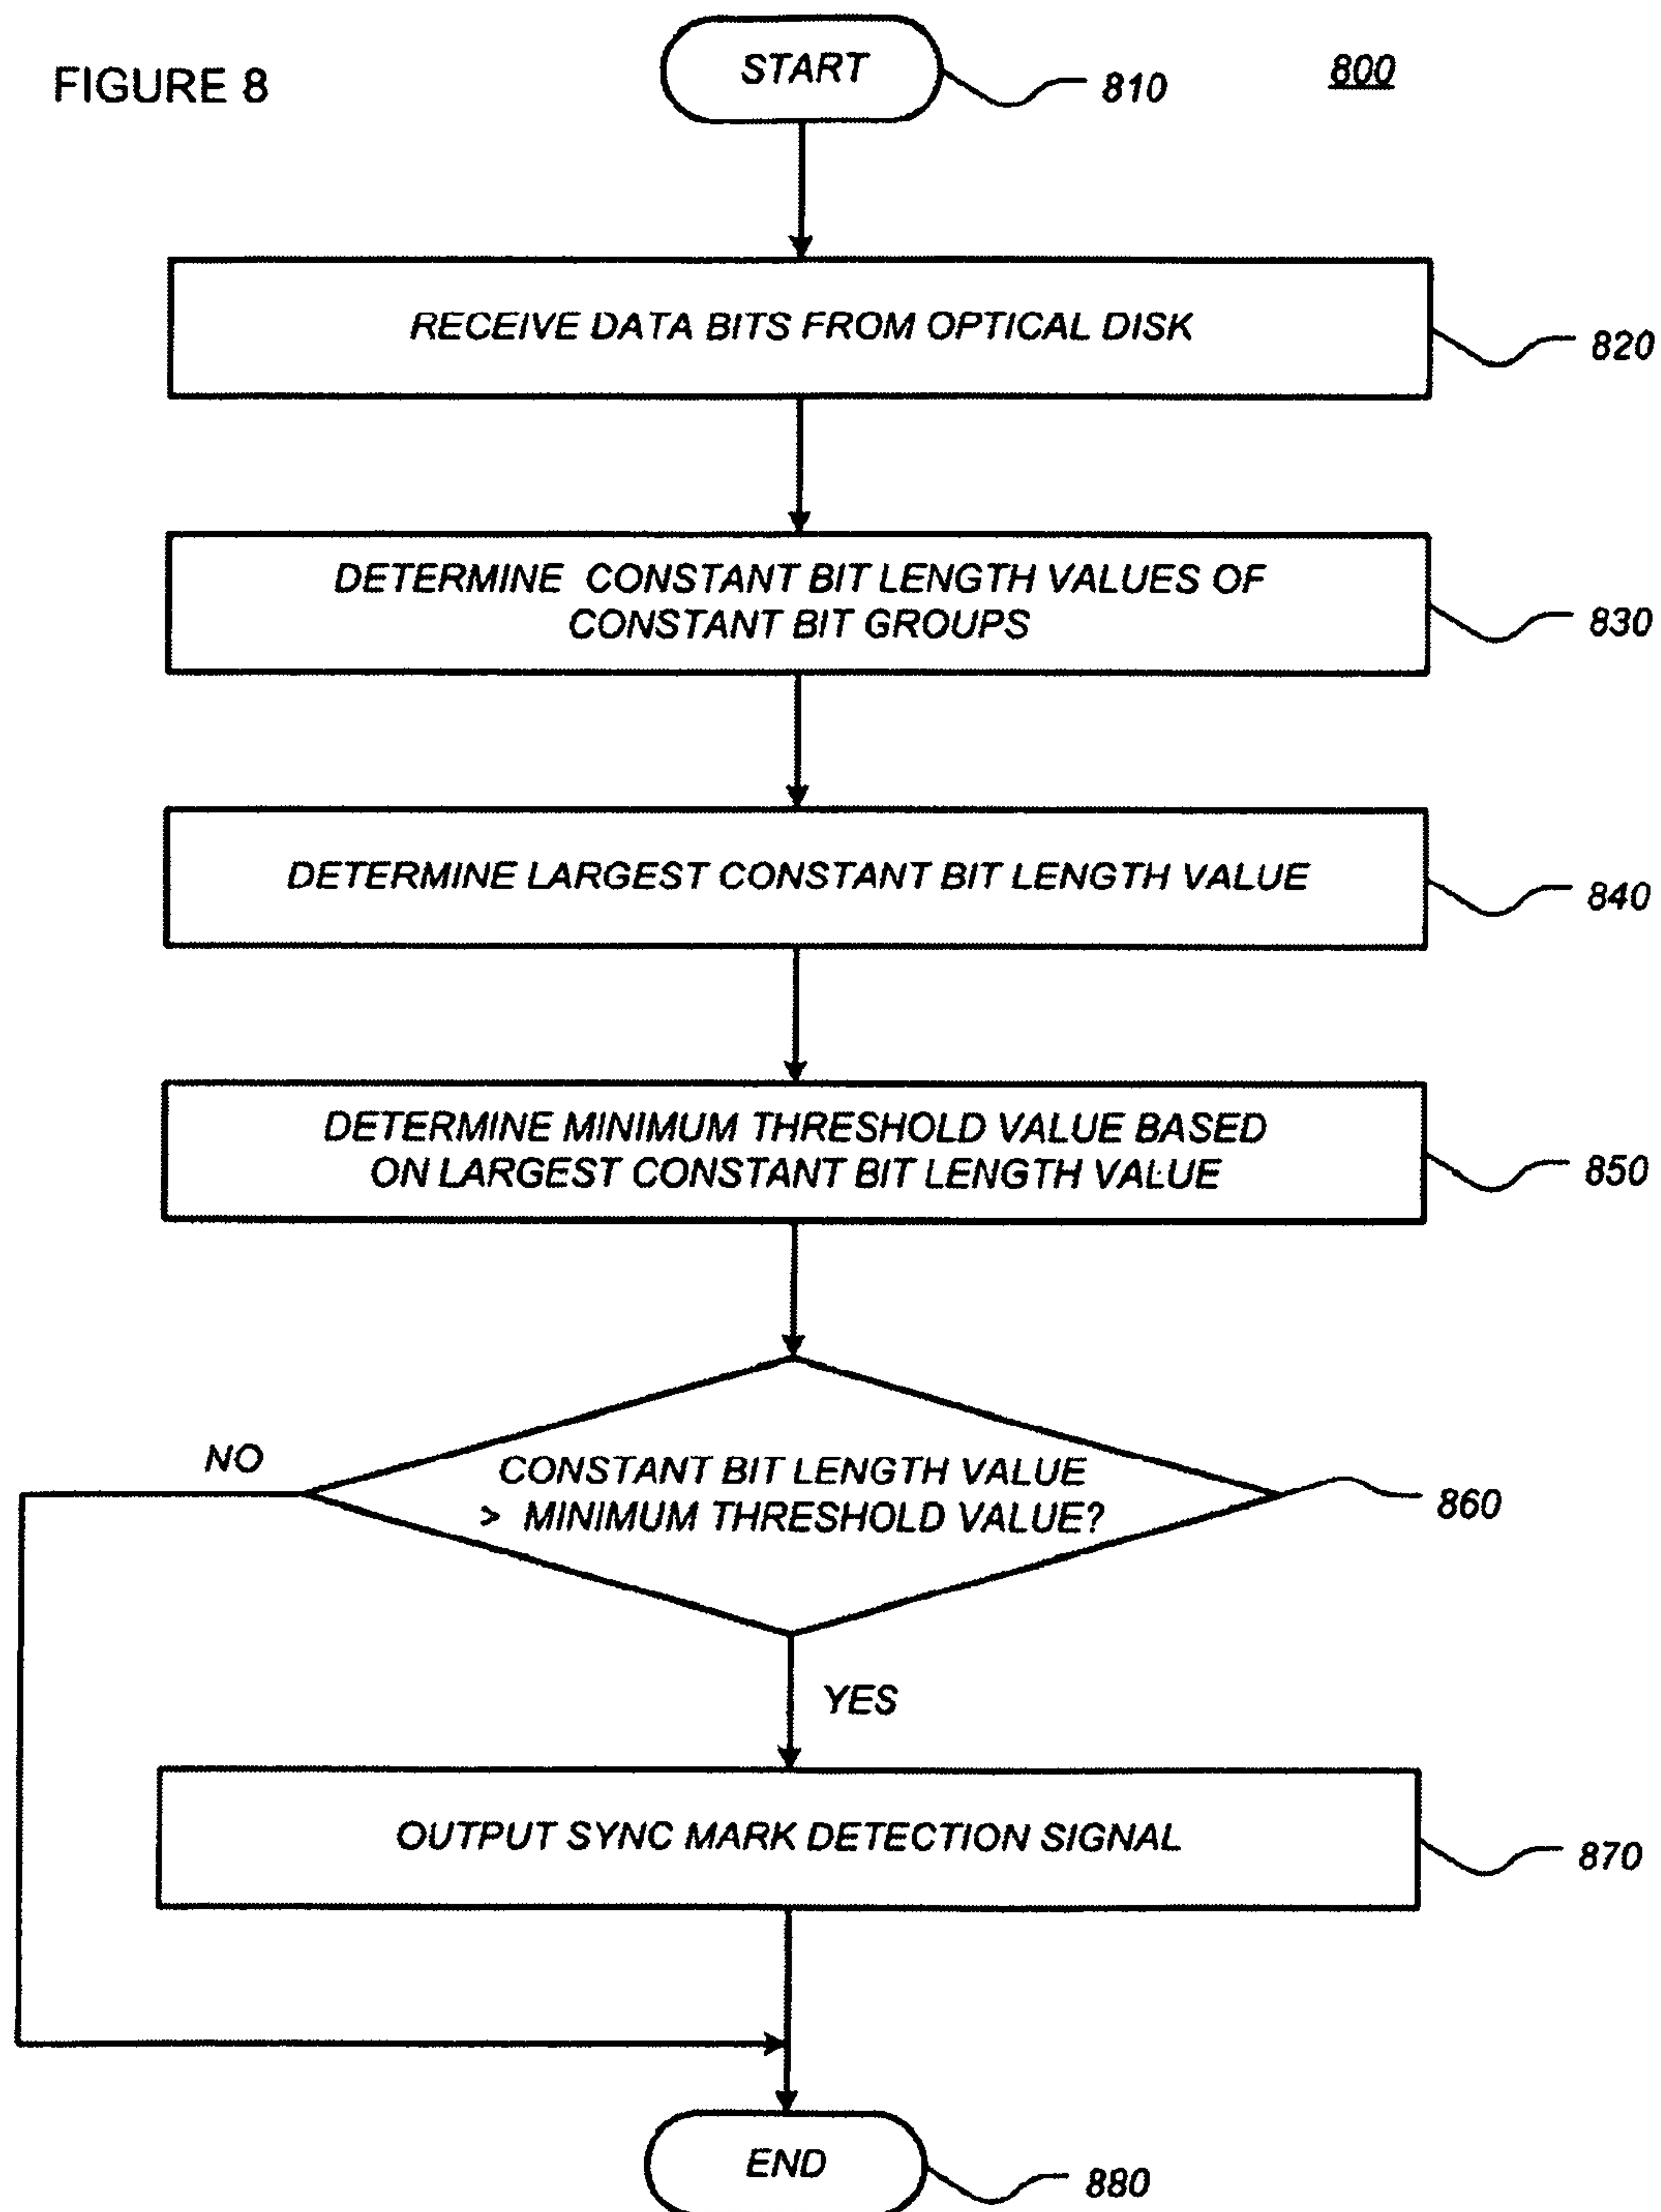 FIGURE 8
START
810
800
RECEIVE DATA BITS FROM OPTICAL DISK
820
DETERMINE CONSTANT BIT LENGTH VALUES OF
CONSTANT BIT GROUPS
830
DETERMINE LARGEST CONSTANT BIT LENGTH VALUE
840
DETERMINE MINIMUM THRESHOLD VALUE BASED
ON LARGEST CONSTANT BIT LENGTH VALUE
850
NO
CONSTANT BIT LENGTH VALUE
> MINIMUM THRESHOLD VALUE?
860
YES
OUTPUT SYNC MARK DETECTION SIGNAL
870
END
880